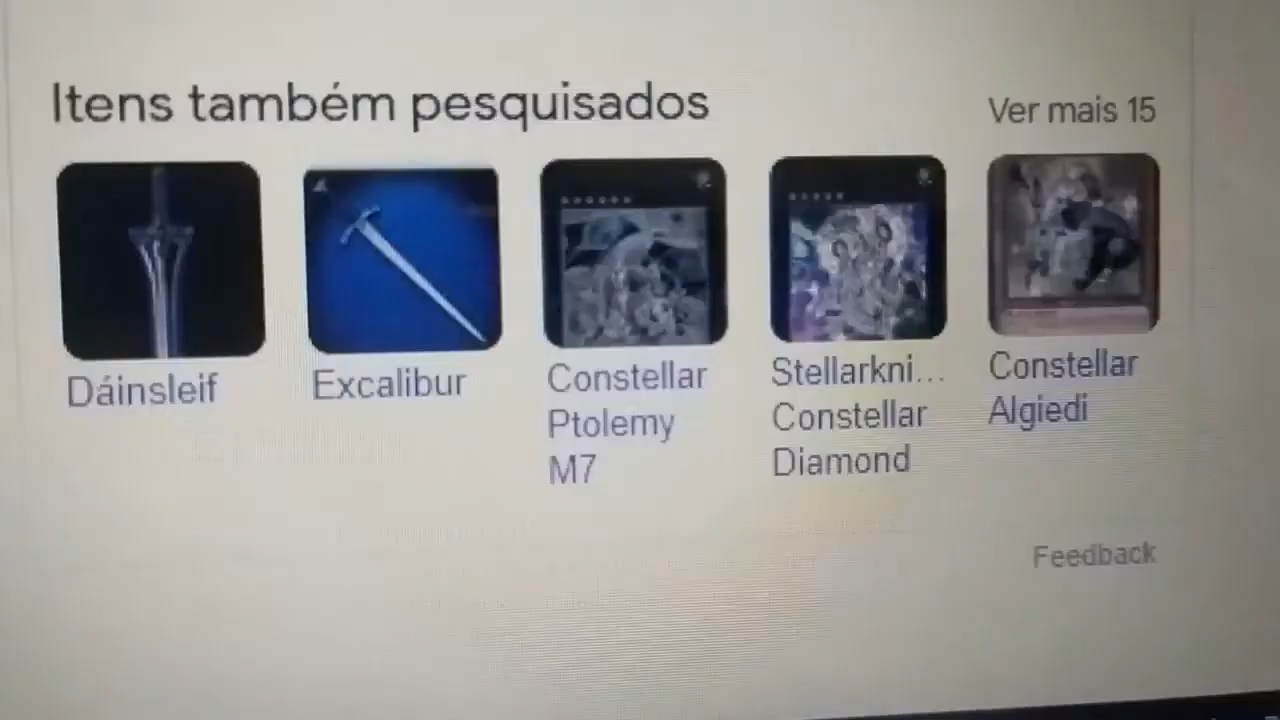 Itens também pesquisados
Ver mais 15
Dáinsleif
Excalibur
Constellar
Ptolemy
M7
Stellarkni...
Constellar
Diamond
Constellar
Algiedi
Feedback